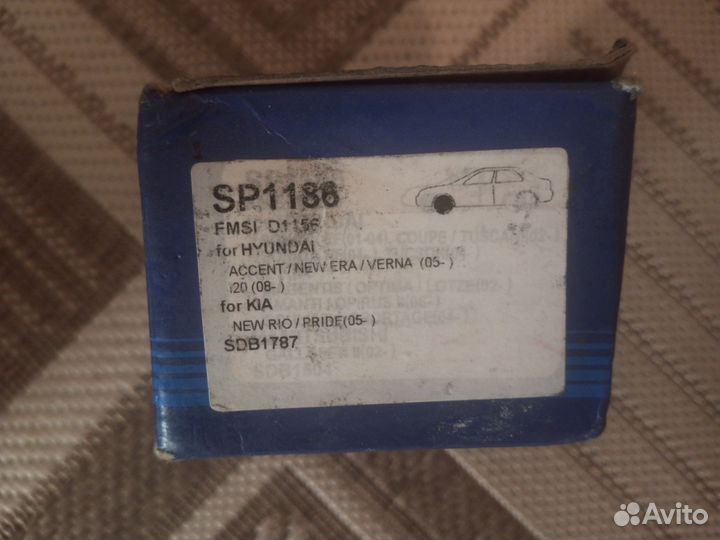 SP1186
FMSI D1156
for HYUNDAI
ACCENT / NEW ERA / VERNA (05- )
i20 (08- )
for KIA
NEW RIO / PRIDE(05- )
SDB1787
Avito